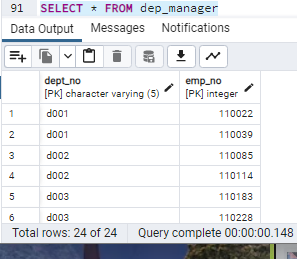 91 SELECT * FROM dep_manager
Data Output Messages Notifications
dept_no emp_no
[PK] character varying (5) [PK] integer
1 d001 110022
2 d001 110039
3 d002 110085
4 d002 110114
5 d003 110183
6 d003 110228
Total rows: 24 of 24 Query complete 00:00:00.148